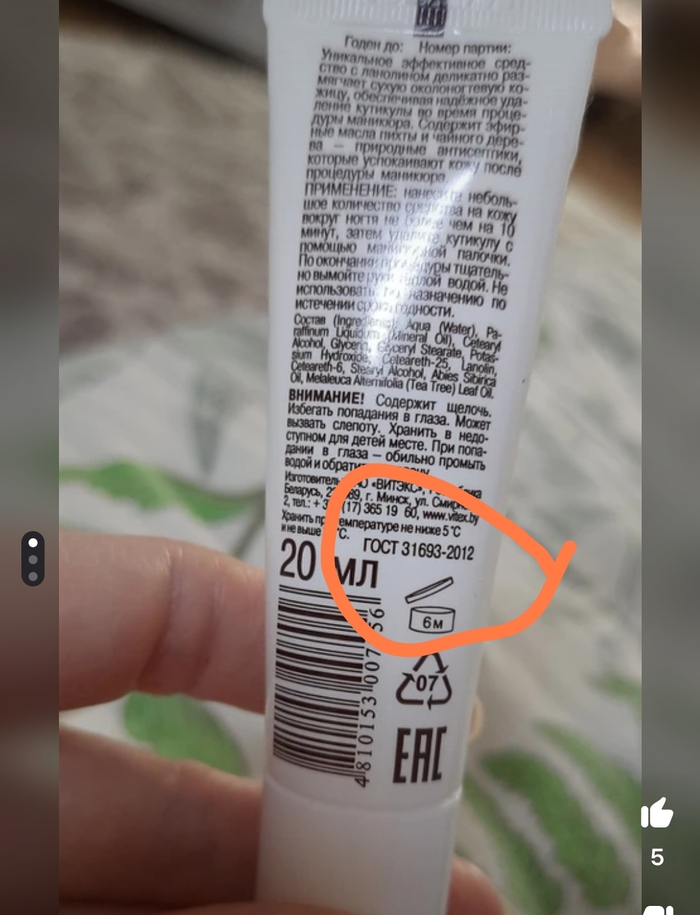 Годен до: Номер партии:
Уникальное эффективное сред-
ство с ланолином деликатно раз-
мягчает сухую околоногтевую ко-
жицу, обеспечивая надёжное уда-
ление кутикулы во время проце-
дуры маникюра. Содержит эфир-
ные масла пихты и чайного дере-
ва – природные антисептики,
которые успокаивают кожу после
процедуры маникюра.
ПРИМЕНЕНИЕ: нанесите неболь-
шое количество средства на кожу
вокруг ногтя не более чем на 10
минут, затем удалите кутикулу с
помощью маникюрной палочки.
По окончании процедуры тщатель-
но вымойте руки тёплой водой. Не
использовать по назначению по
истечении срока годности.
Состав (Ingredients): Aqua (Water), Pa-
raffinum Liquidum (Mineral Oil), Cetearyl
Alcohol, Glycerin, Glyceryl Stearate, Potas-
sium Hydroxide, Ceteareth-25, Lanolin,
Ceteareth-6, Stearyl Alcohol, Abies Sibirica
Oil, Melaleuca Alternifolia (Tea Tree) Leaf Oil.
ВНИМАНИЕ! Содержит щелочь.
Избегать попадания в глаза. Может
вызвать слепоту. Хранить в недо-
ступном для детей месте. При попа-
дании в глаза – обильно промыть
водой и
Изготовитель: «ВИТЭКС»,
Беларусь, г. Минск, ул.
2, тел.: (17) 365 19 60, www.vitex.by
Хранить при температуре не ниже 5°C
и не выше
ГОСТ 31693-2012
20 МЛ
6м
07
EAC
4 810153 007
5